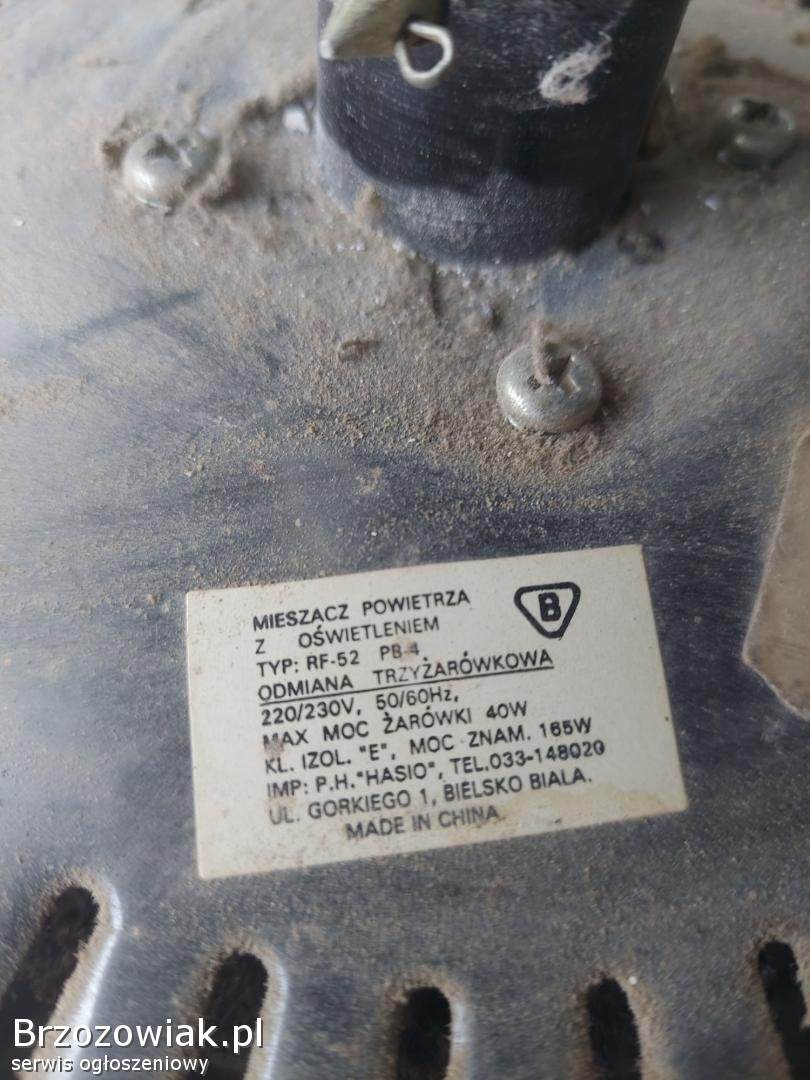 MIESZACZ POWIETRZA
Z OŚWIETLENIEM
B
TYP: RF-52 PB-4
ODMIANA TRZYŻARÓWKOWA
220/230V, 50/60Hz,
MAX MOC ŻARÓWKI 40W
KL. IZOL. "E", MOC ZNAM. 165W
IMP: P.H."HASIO", TEL.033-148020
UL. GORKIEGO 1, BIELSKO BIALA.
MADE IN CHINA.
Brzozowiak.pl
serwis ogłoszeniowy